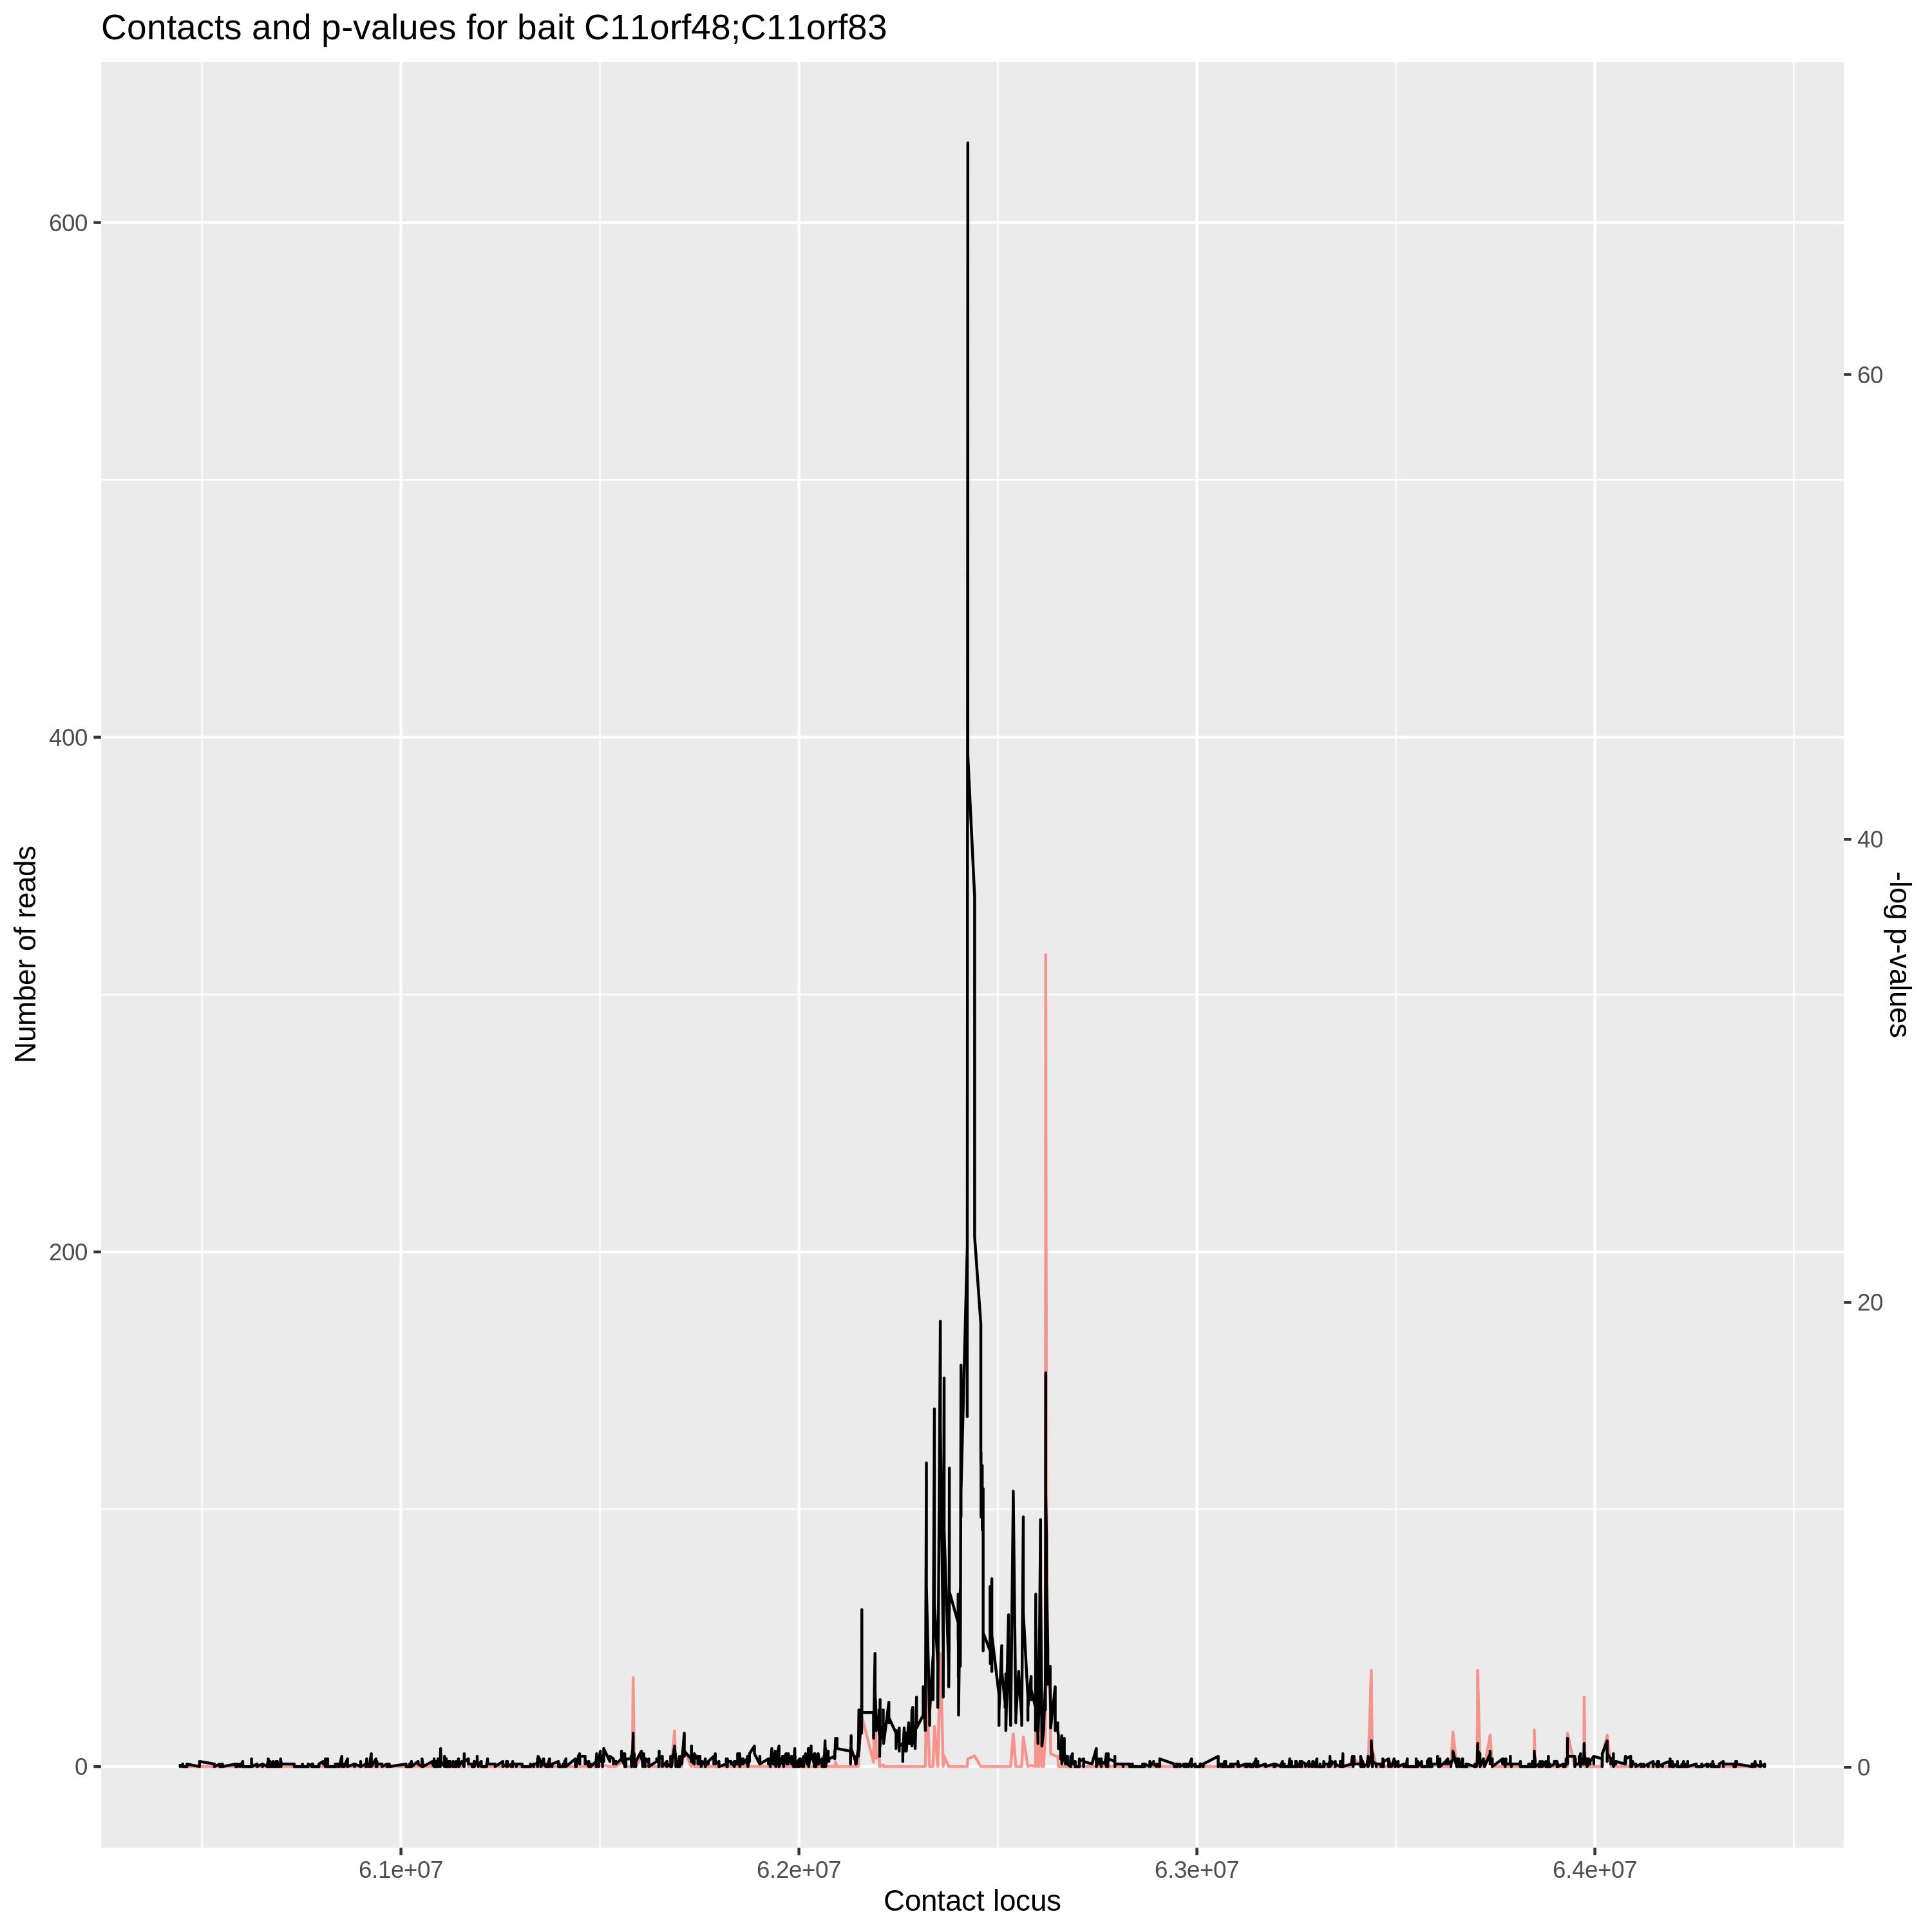 Contacts and p-values for bait C11orf48;C11orf83
600
400
200
0
60
40
20
0
Number of reads
-log p-values
6.1e+07
6.2e+07
6.3e+07
6.4e+07
Contact locus